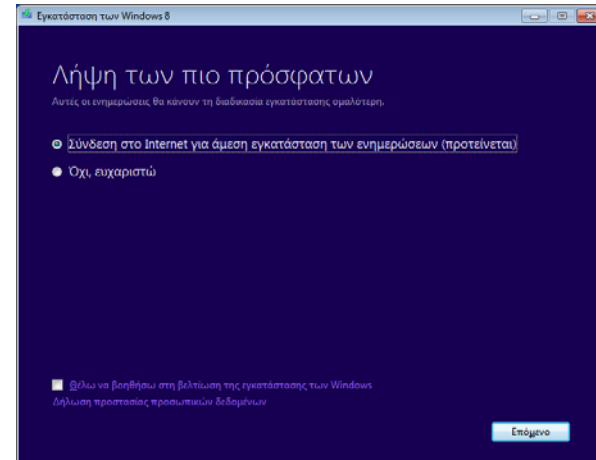 Εγκατάσταση των Windows 8
Λήψη των πιο πρόσφατων
Αυτές οι ενημερώσεις θα κάνουν τη διαδικασία εγκατάστασης ομαλότερη.
Σύνδεση στο Internet για άμεση εγκατάσταση των ενημερώσεων (προτείνεται)
Όχι, ευχαριστώ
Θέλω να βοηθήσω στη βελτίωση της εγκατάστασης των Windows
Δήλωση προστασίας προσωπικών δεδομένων
Επόμενο